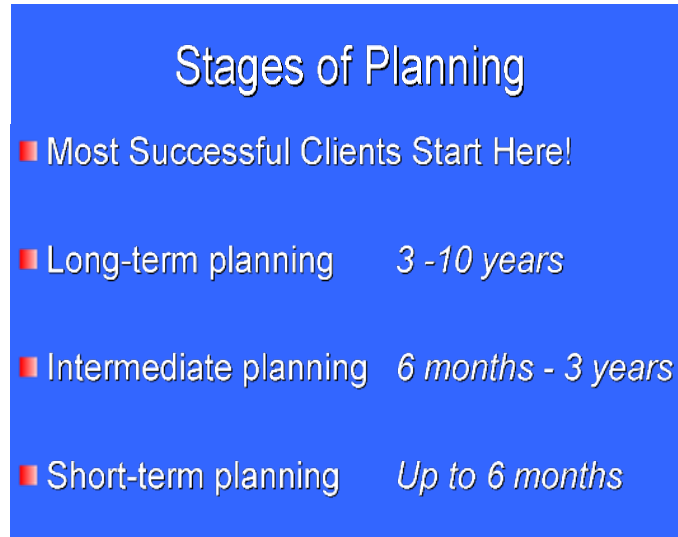 Stages of Planning
Most Successful Clients Start Here!
Long-term planning 3 -10 years
Intermediate planning 6 months - 3 years
Short-term planning Up to 6 months